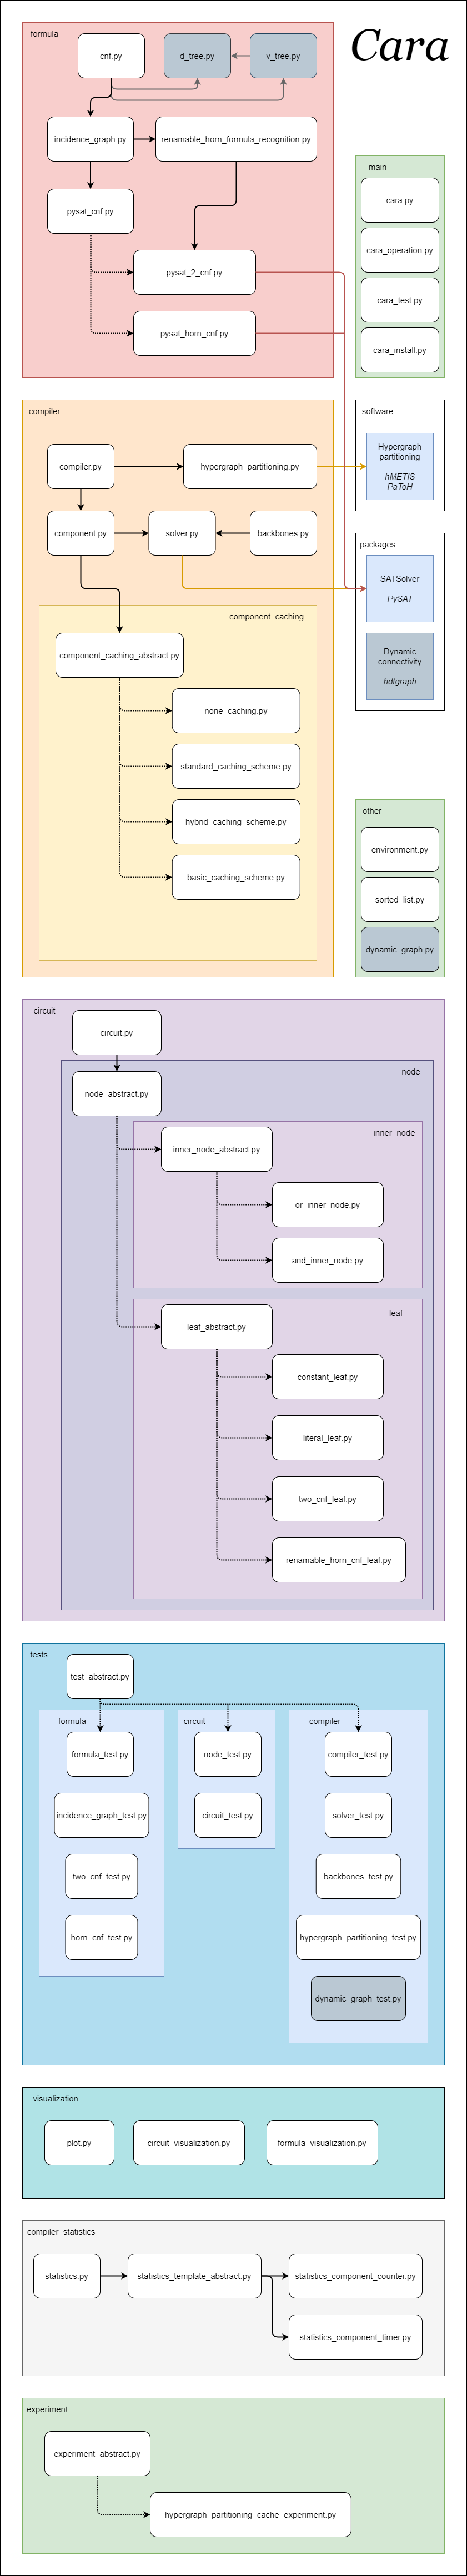 Cara
formula
cnf.py
d_tree.py
v_tree.py
incidence_graph.py
renamable_horn_formula_recognition.py
pysat_cnf.py
pysat_2_cnf.py
pysat_horn_cnf.py
main
cara.py
cara_operation.py
cara_test.py
cara_install.py
compiler
compiler.py
hypergraph_partitioning.py
component.py
solver.py
backbones.py
component_caching
component_caching_abstract.py
none_caching.py
standard_caching_scheme.py
hybrid_caching_scheme.py
basic_caching_scheme.py
software
Hypergraph
partitioning
hMETIS
PaToH
packages
SATSolver
PySAT
Dynamic
connectivity
hdtgraph
other
environment.py
sorted_list.py
dynamic_graph.py
circuit
circuit.py
node
node_abstract.py
inner_node
inner_node_abstract.py
or_inner_node.py
and_inner_node.py
leaf
leaf_abstract.py
constant_leaf.py
literal_leaf.py
two_cnf_leaf.py
renamable_horn_cnf_leaf.py
tests
test_abstract.py
formula
formula_test.py
incidence_graph_test.py
two_cnf_test.py
horn_cnf_test.py
circuit
node_test.py
circuit_test.py
compiler
compiler_test.py
solver_test.py
backbones_test.py
hypergraph_partitioning_test.py
dynamic_graph_test.py
visualization
plot.py
circuit_visualization.py
formula_visualization.py
compiler_statistics
statistics.py
statistics_template_abstract.py
statistics_component_counter.py
statistics_component_timer.py
experiment
experiment_abstract.py
hypergraph_partitioning_cache_experiment.py